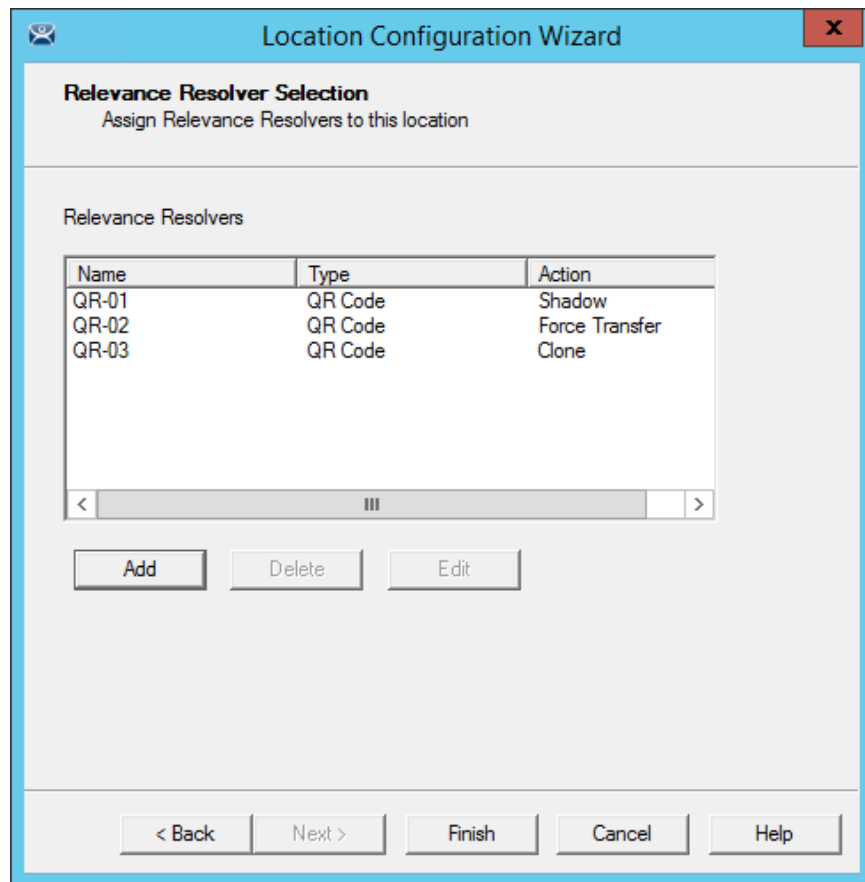 Location Configuration Wizard
x
Relevance Resolver Selection
Assign Relevance Resolvers to this location
Relevance Resolvers
Name Type Action
QR-01 QR Code Shadow
QR-02 QR Code Force Transfer
QR-03 QR Code Clone
Add Delete Edit
< Back Next > Finish Cancel Help